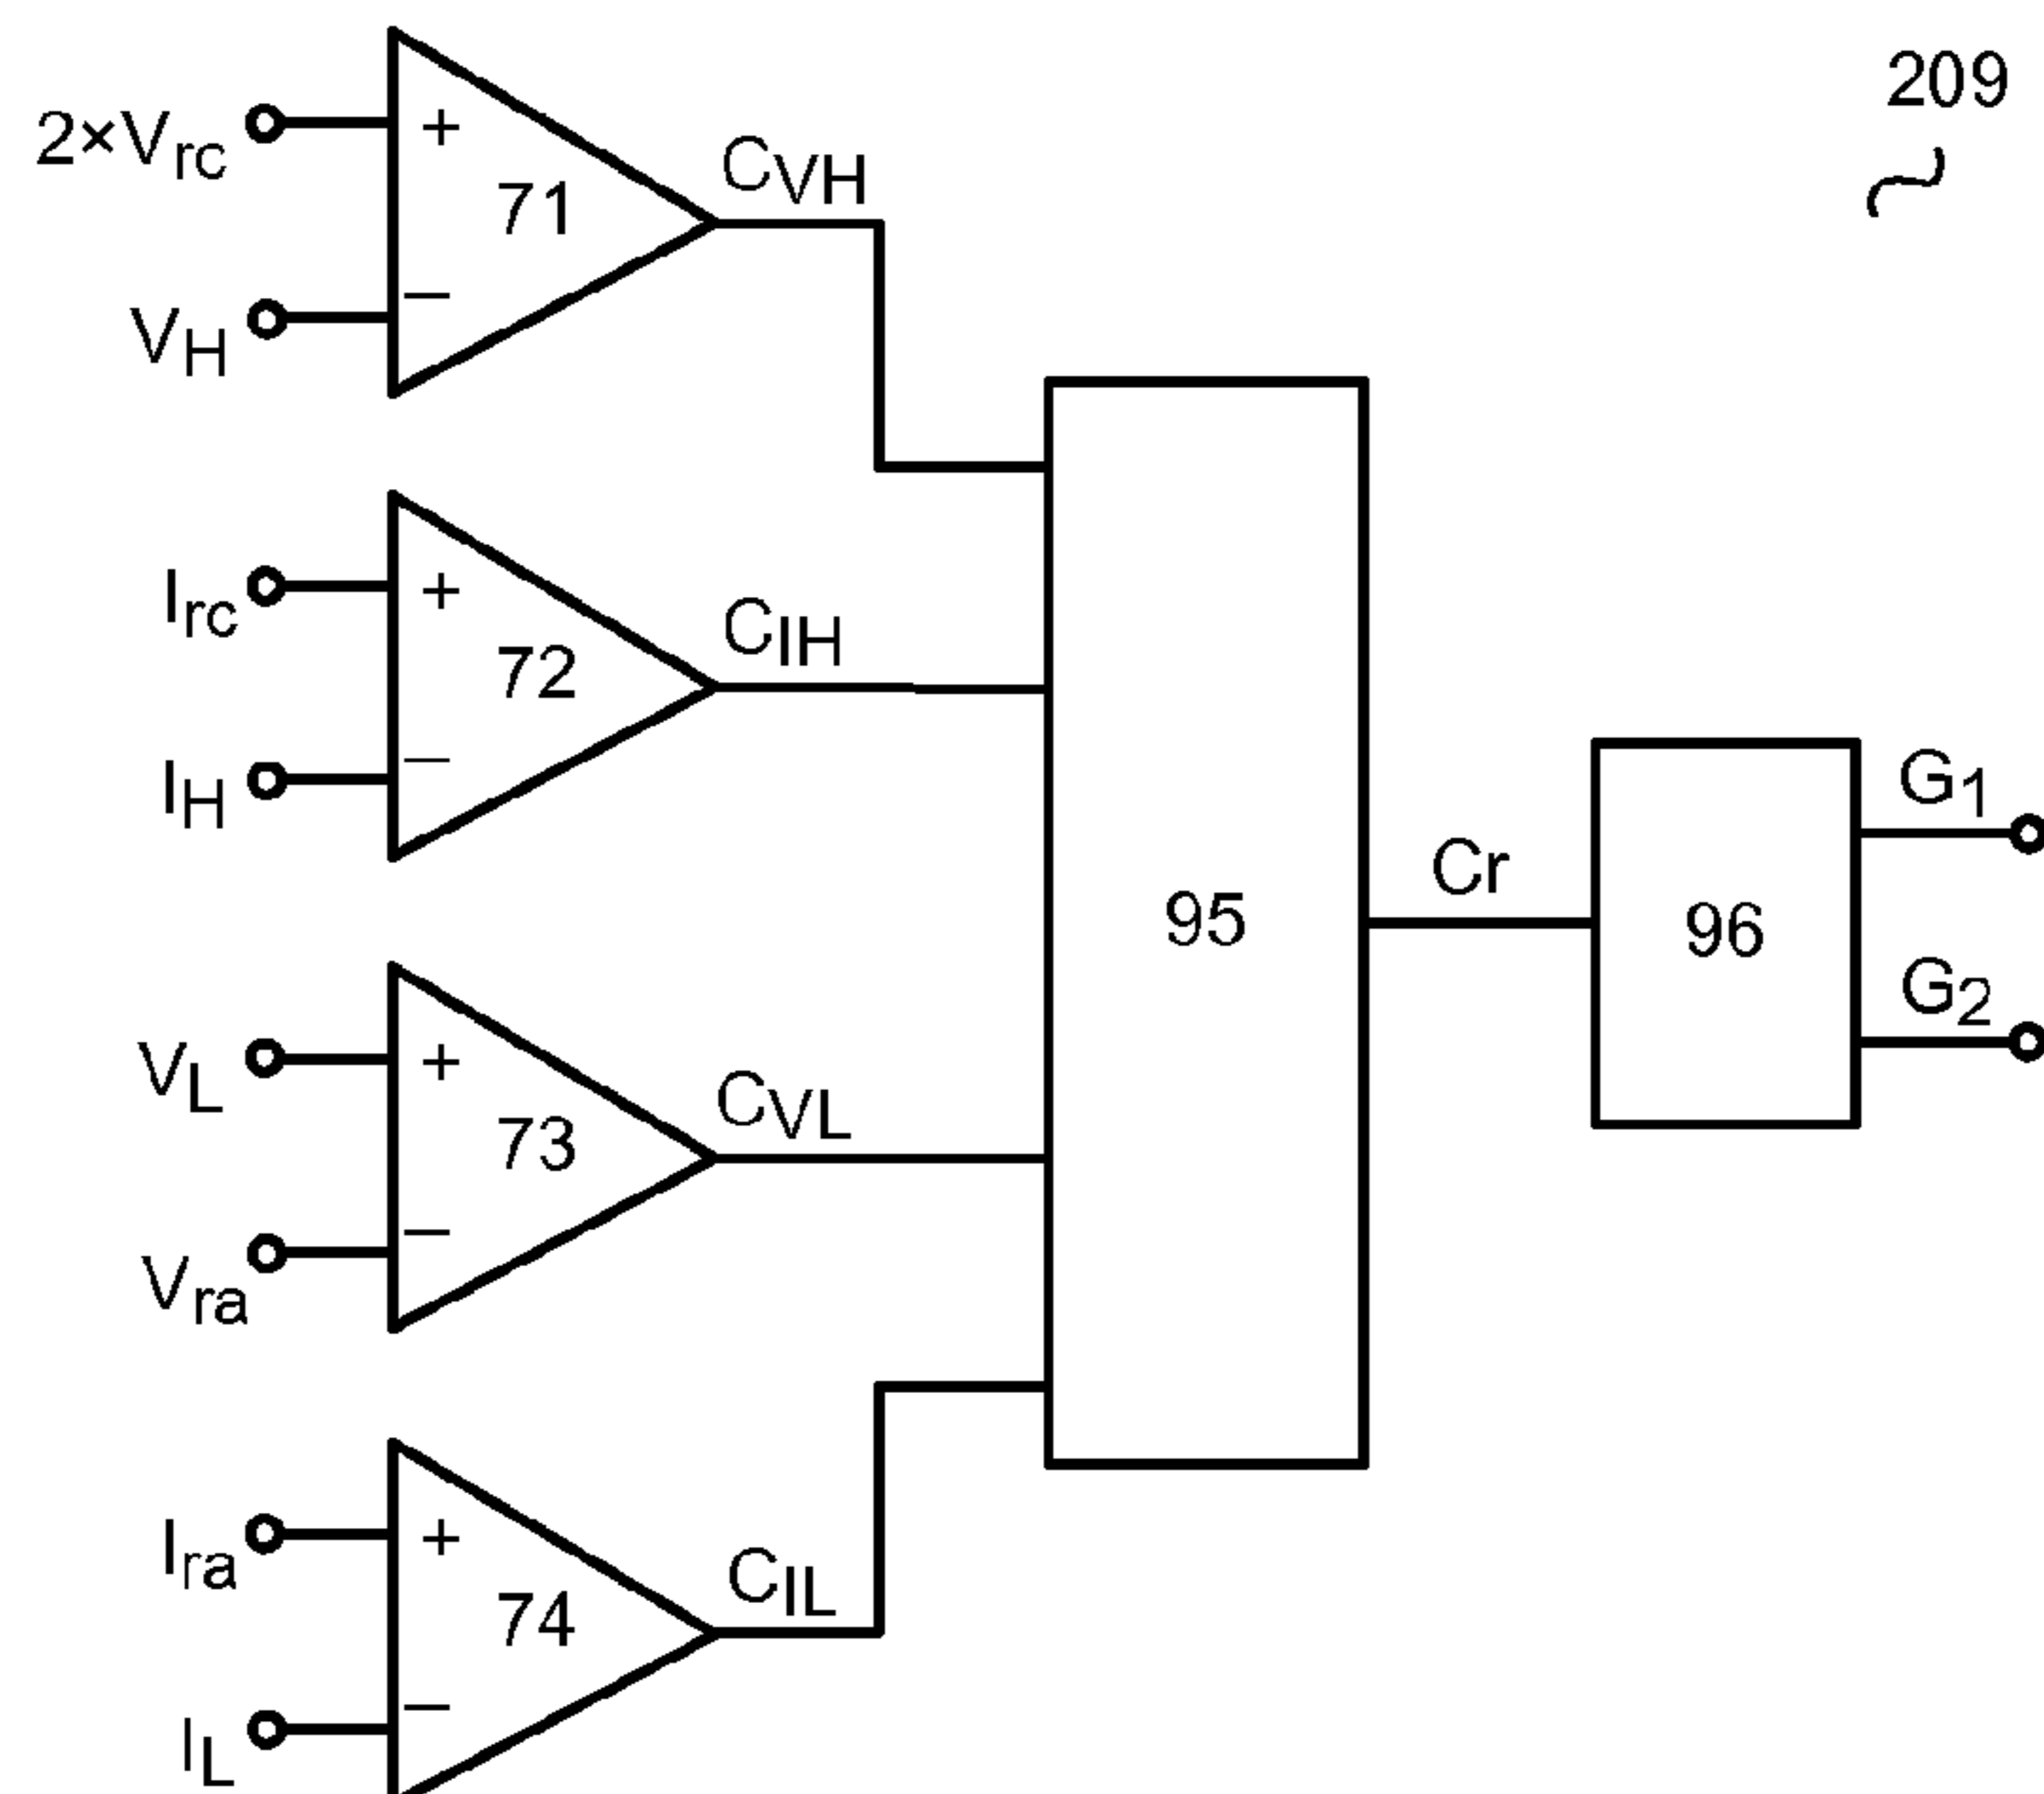 209
2×Vrc
+
71
CVH
−
VH
Irc
+
72
CIH
−
IH
95
Cr
96
G1
G2
VL
+
73
CVL
−
Vra
Ira
+
74
CIL
−
IL